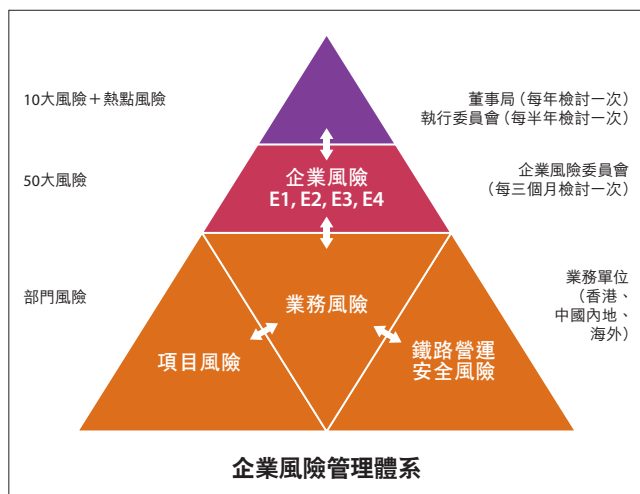 10大風險＋熱點風險
董事局（每年檢討一次）
執行委員會（每半年檢討一次）
50大風險
企業風險
E1, E2, E3, E4
企業風險委員會
（每三個月檢討一次）
部門風險
業務風險
項目風險
鐵路營運
安全風險
業務單位
（香港、
中國內地、
海外）
企業風險管理體系